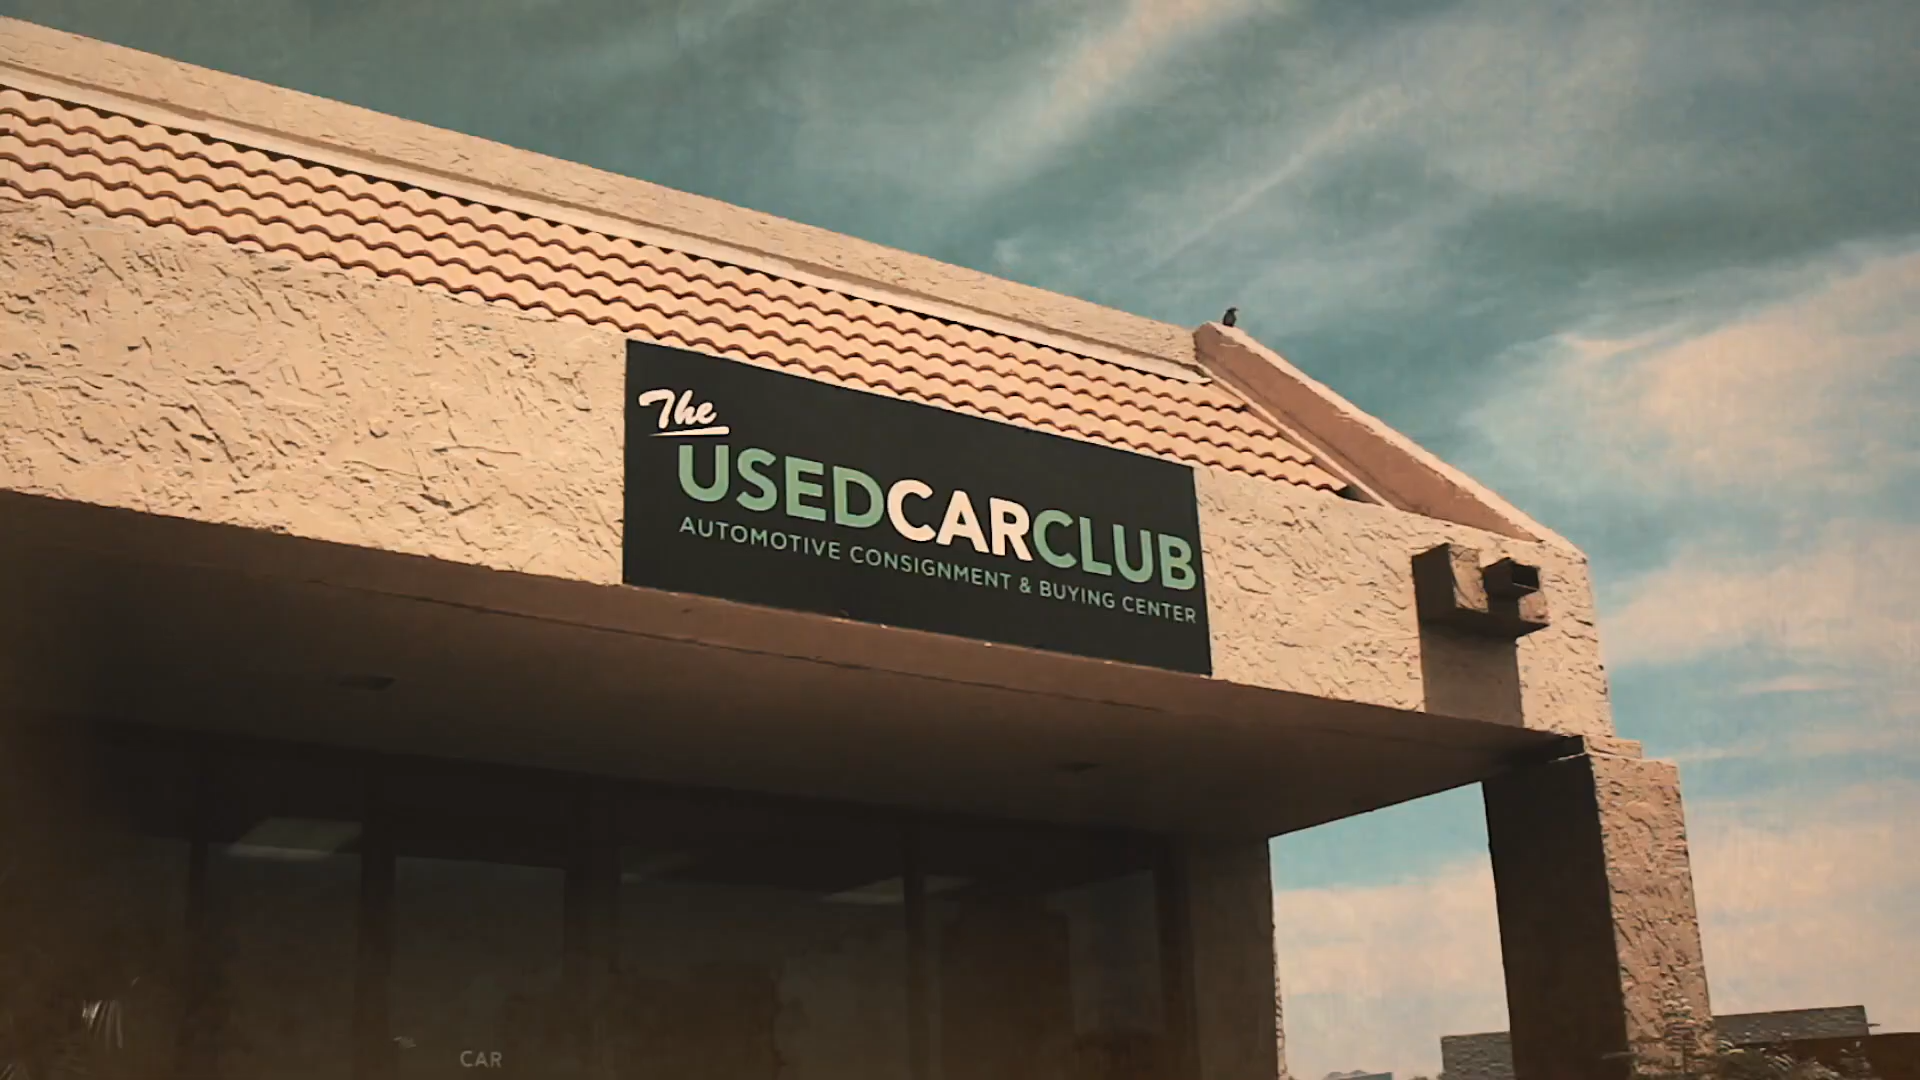 The
USEDCARCLUB
AUTOMOTIVE CONSIGNMENT & BUYING CENTER
CAR